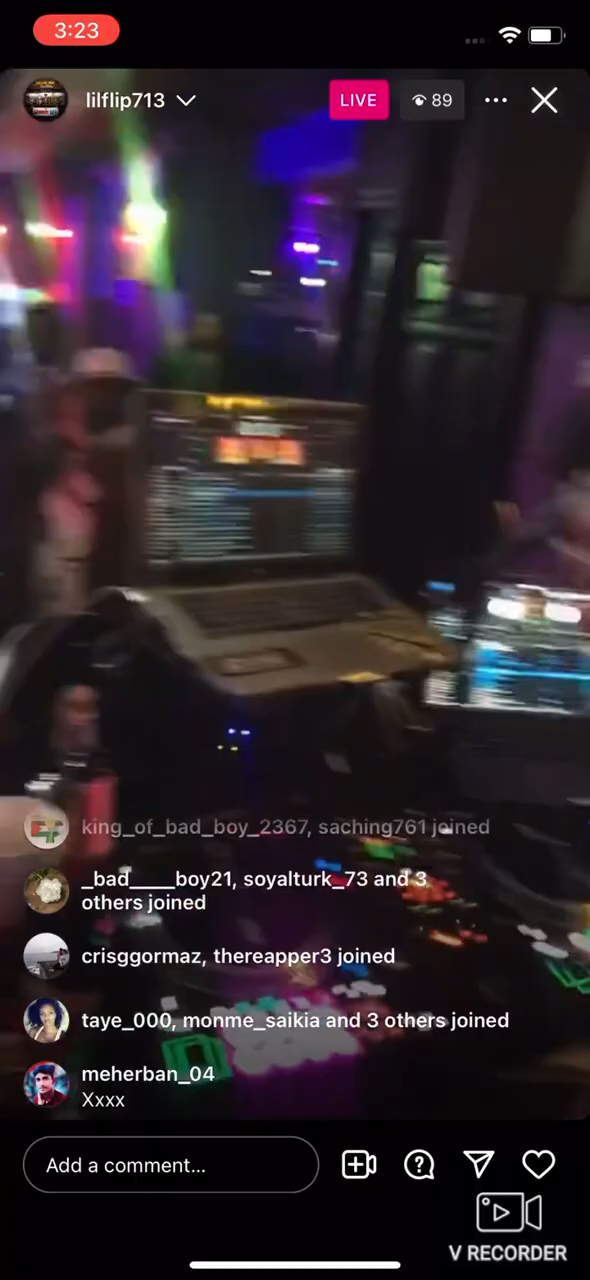 3:23
lilflip713
LIVE
89
king_of_bad_boy_2367, saching761 joined
_bad____boy21, soyalturk_73 and 3
others joined
crisggormaz, thereapper3 joined
taye_000, monme_saikia and 3 others joined
meherban_04
Xxxx
Add a comment...
V RECORDER